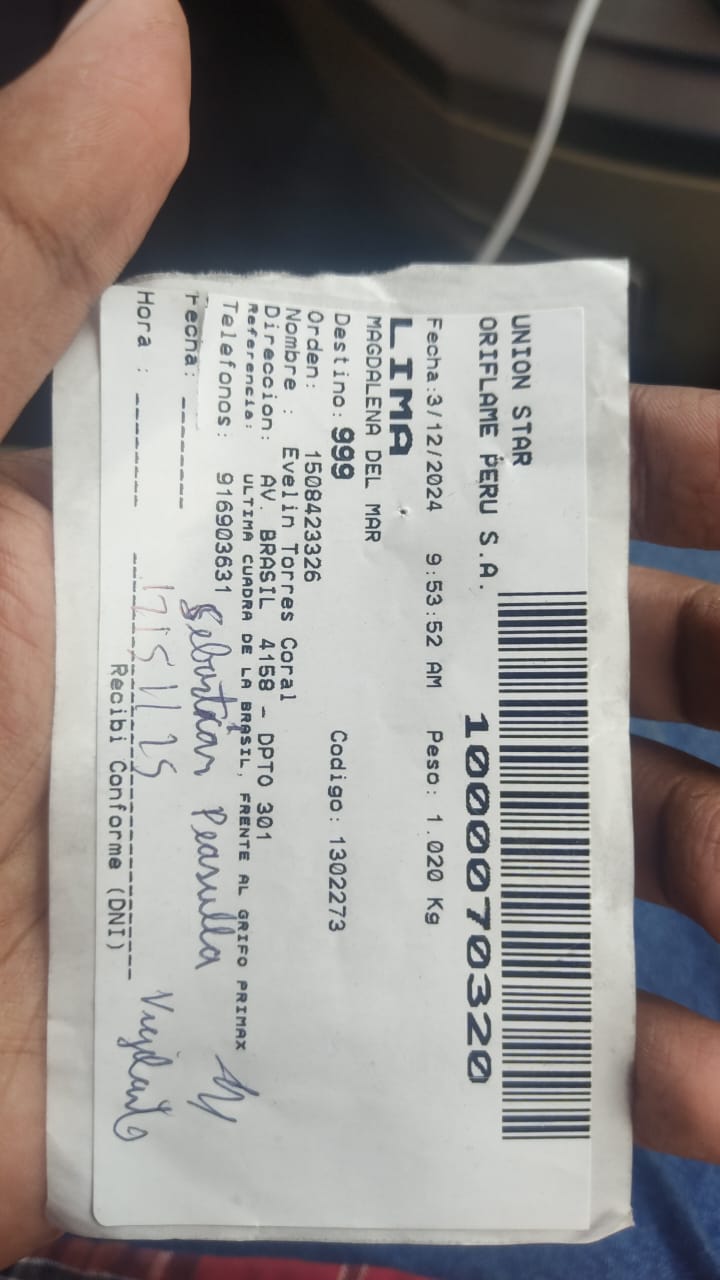 UNION STAR
ORIFLAME PERU S.A.
1000070320
Fecha:3/12/2024 9:53:52 AM Peso: 1.020 Kg
LIMA
MAGDALENA DEL MAR
Destino: 999 Codigo: 1302273
Orden: 1508423326
Nombre : Evelin Torres Coral
Direccion: AV. BRASIL 4158 - DPTO 301
Referencia: ULTIMA CUADRA DE LA BRASIL, FRENTE AL GRIFO PRIMAX
Telefonos: 916903631
Fecha: -------
Sebastian
Hora : --------
Vigilante
Recibi Conforme (DNI)